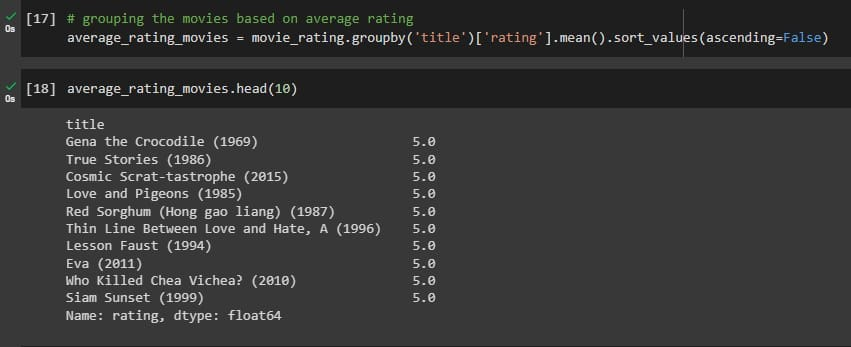 [17] # grouping the movies based on average rating
0s average_rating_movies = movie_rating.groupby('title')['rating'].mean().sort_values(ascending=False)
[18] average_rating_movies.head(10)
0s
title
Gena the Crocodile (1969) 5.0
True Stories (1986) 5.0
Cosmic Scrat-tastrophe (2015) 5.0
Love and Pigeons (1985) 5.0
Red Sorghum (Hong gao liang) (1987) 5.0
Thin Line Between Love and Hate, A (1996) 5.0
Lesson Faust (1994) 5.0
Eva (2011) 5.0
Who Killed Chea Vichea? (2010) 5.0
Siam Sunset (1999) 5.0
Name: rating, dtype: float64